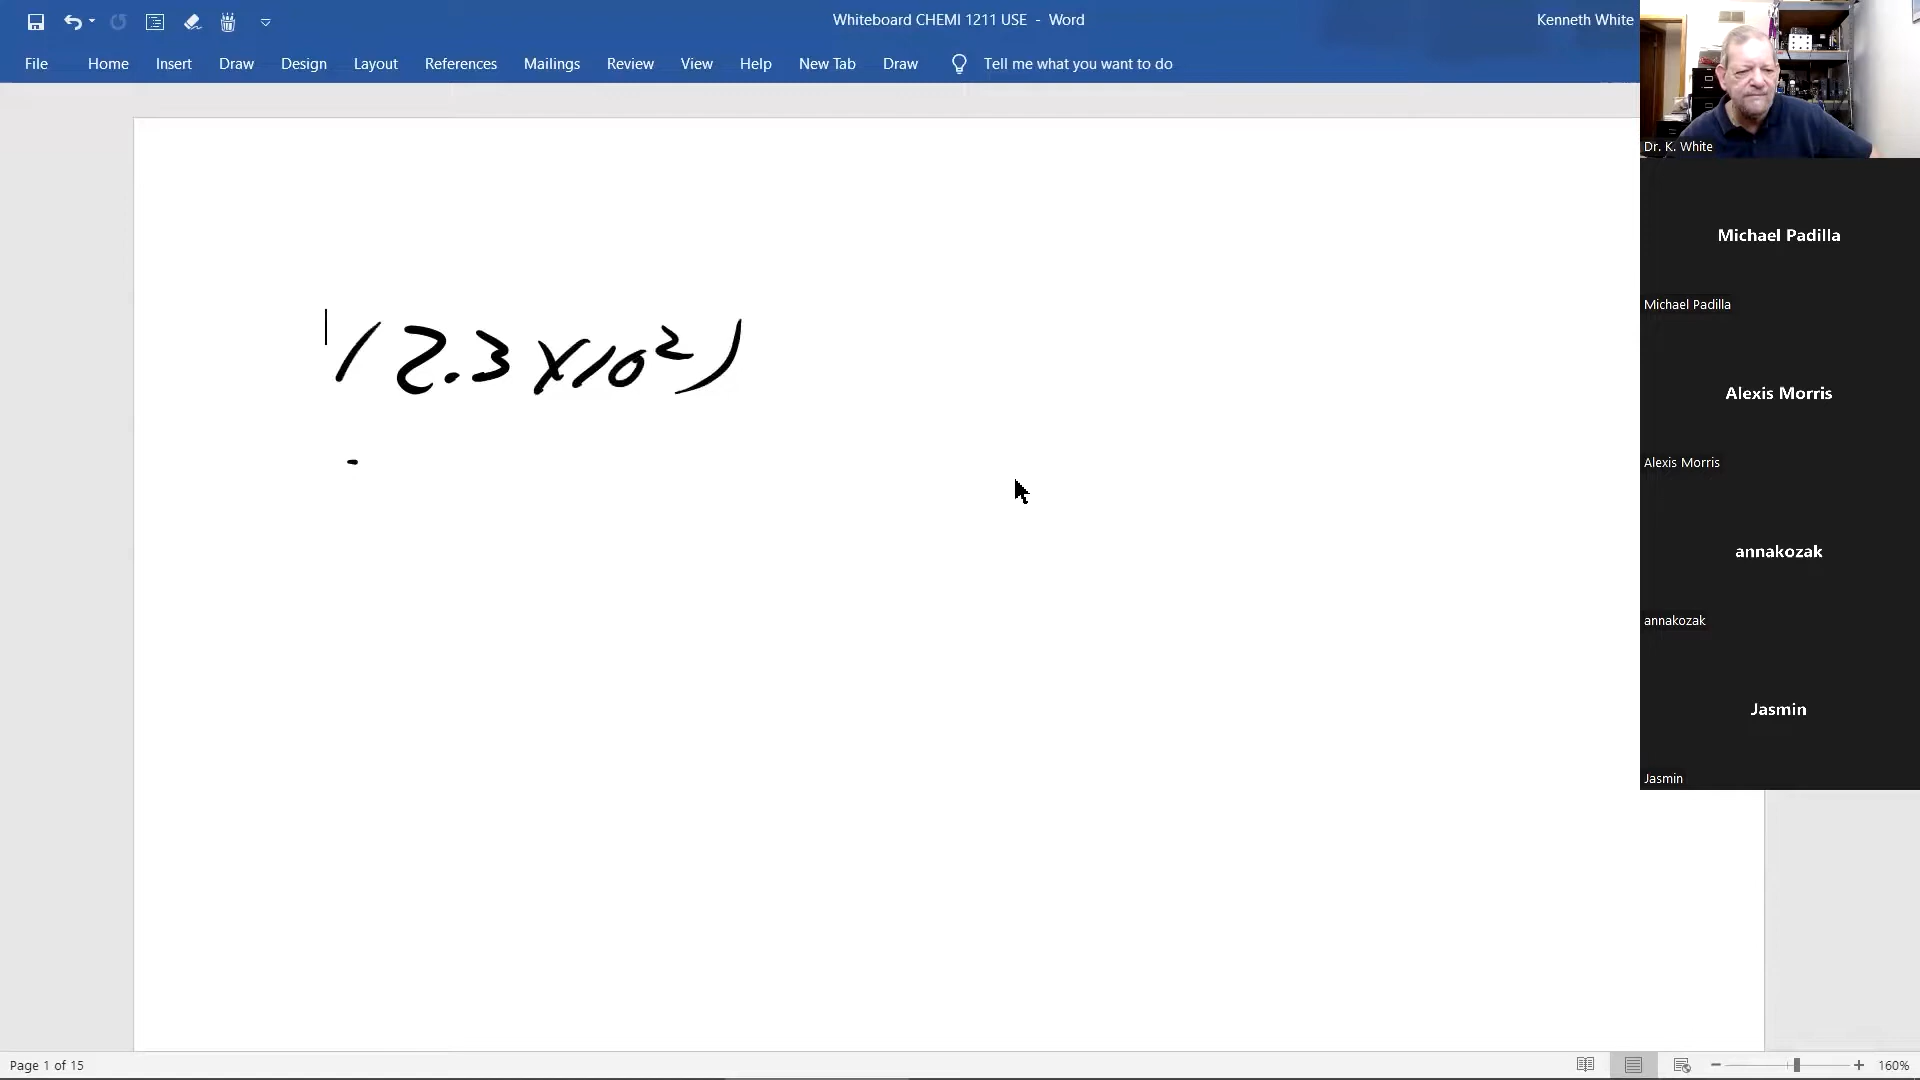 Whiteboard CHEMI 1211 USE - Word
Kenneth White
File Home Insert Draw Design Layout References Mailings Review View Help New Tab Draw Tell me what you want to do
Dr. K. White
Michael Padilla
Michael Padilla
(2.3 X10²)
-
Alexis Morris
Alexis Morris
annakozak
annakozak
Jasmin
Jasmin
Page 1 of 15
160%